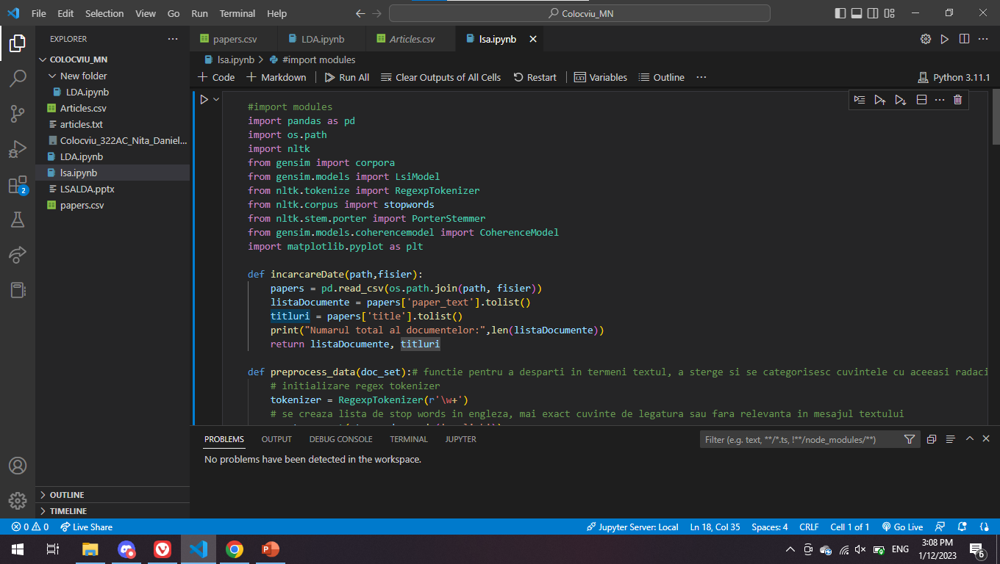 File Edit Selection View Go Run Terminal Help
Colocviu_MN
EXPLORER
COLOCVIU_MN
New folder
LDA.ipynb
Articles.csv
articles.txt
Colocviu_322AC_Nita_Daniel...
LDA.ipynb
lsa.ipynb
LSALDA.pptx
papers.csv
OUTLINE
TIMELINE
2
papers.csv LDA.ipynb Articles.csv lsa.ipynb
lsa.ipynb > #import modules
+ Code + Markdown Run All Clear Outputs of All Cells Restart Variables Outline ... Python 3.11.1
#import modules
import pandas as pd
import os.path
import nltk
from gensim import corpora
from gensim.models import LsiModel
from nltk.tokenize import RegexpTokenizer
from nltk.corpus import stopwords
from nltk.stem.porter import PorterStemmer
from gensim.models.coherencemodel import CoherenceModel
import matplotlib.pyplot as plt
def incarcareDate(path,fisier):
papers = pd.read_csv(os.path.join(path, fisier))
listaDocumente = papers['paper_text'].tolist()
titluri = papers['title'].tolist()
print("Numarul total al documentelor:",len(listaDocumente))
return listaDocumente, titluri
def preprocess_data(doc_set):# functie pentru a desparti in termeni textul, a sterge si se categorisesc cuvintele cu aceeasi radaci
# initializare regex tokenizer
tokenizer = RegexpTokenizer(r'\w+')
# se creaza lista de stop words in engleza, mai exact cuvinte de legatura sau fara relevanta in mesajul textului
PROBLEMS OUTPUT DEBUG CONSOLE TERMINAL JUPYTER
Filter (e.g. text, **/*.ts, !**/node_modules/**)
No problems have been detected in the workspace.
0 0 Live Share
Jupyter Server: Local Ln 18, Col 35 Spaces: 4 CRLF Cell 1 of 1 Go Live
ENG
3:08 PM
1/12/2023
6